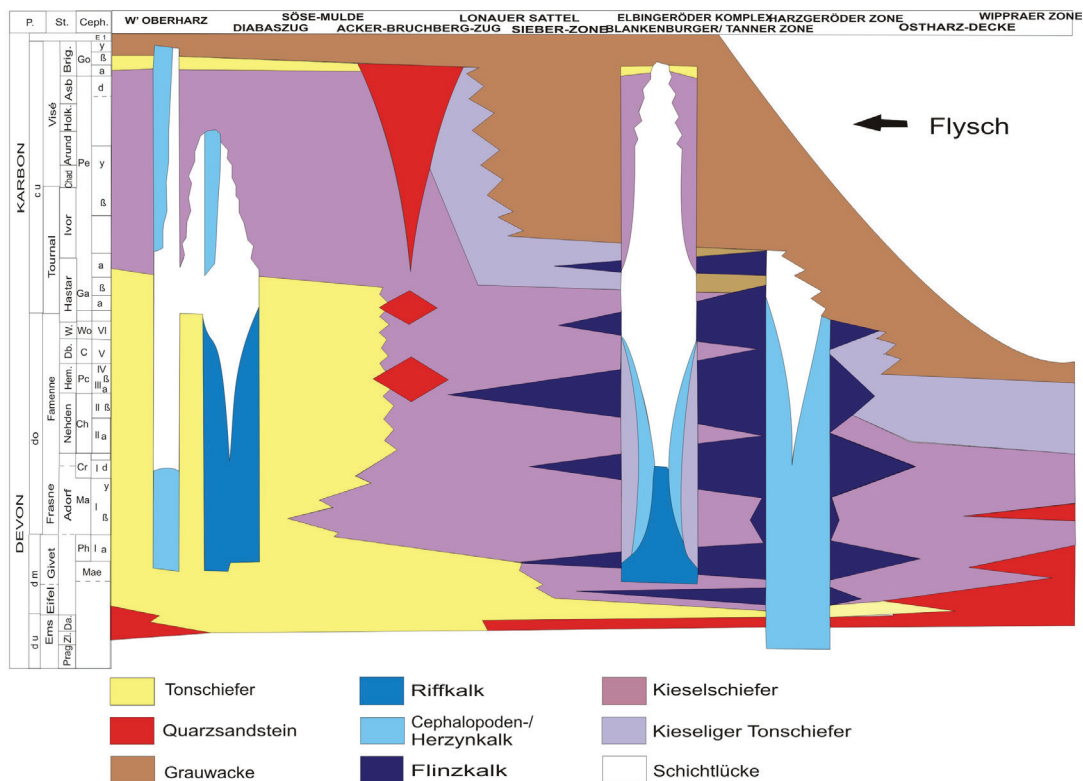 P. St. Ceph. W' OBERHARZ SÖSE-MULDE LONAUER SATTEL ELBINGERÖDER KOMPLEX HARZGERÖDER ZONE WIPPRAER ZONE
DIABASZUG ACKER-BRUCHBERG-ZUG SIEBER-ZONE BLANKENBURGER/ TANNER ZONE OSTHARZ-DECKE
KARBON
DEVON
c u
do
d m
d u
Visé
Tournal
Famenne
Frasne
Givet
Eifel
Ems
Brig.
Asb
Holk.
Arund
Chad
Ivor
Hastar
W.
Db.
Hem.
Nehden
Adorf
Da.
Zl.
Prag
E 1
Go
Pe
Ga
Wo
C
Pc
Ch
Cr
Ma
Ph
Mae
y
ß
a
d
y
ß
a
ß
a
VI
V
IV
III ß
a
II ß
II a
I d
y
I
ß
I a
Flysch
Tonschiefer
Quarzsandstein
Grauwacke
Riffkalk
Cephalopoden-/
Herzynkalk
Flinzkalk
Kieselschiefer
Kieseliger Tonschiefer
Schichtlücke